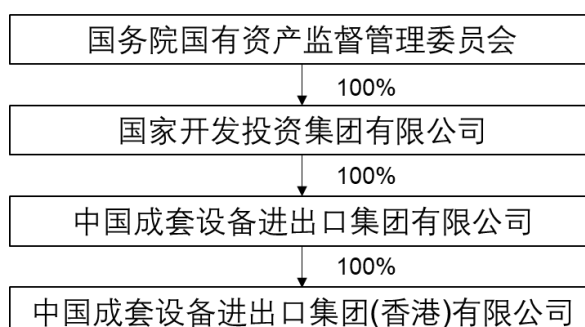 国务院国有资产监督管理委员会
100%
国家开发投资集团有限公司
100%
中国成套设备进出口集团有限公司
100%
中国成套设备进出口集团(香港)有限公司